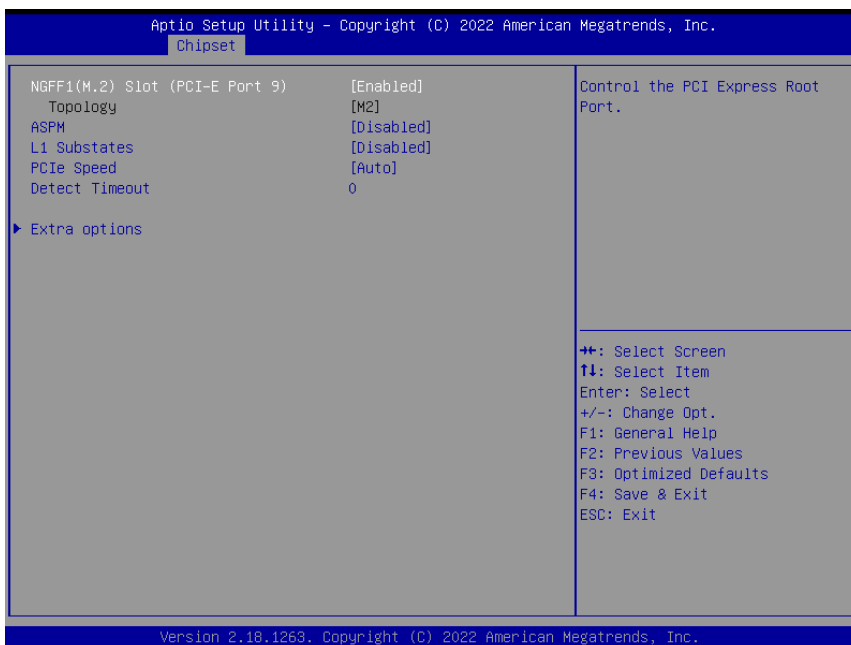 Aptio Setup Utility – Copyright (C) 2022 American Megatrends, Inc.
Chipset
NGFF1(M.2) Slot (PCI-E Port 9) [Enabled]
Topology [M2]
ASPM [Disabled]
L1 Substates [Disabled]
PCIe Speed [Auto]
Detect Timeout 0
Extra options
Control the PCI Express Root
Port.
→←: Select Screen
↑↓: Select Item
Enter: Select
+/-: Change Opt.
F1: General Help
F2: Previous Values
F3: Optimized Defaults
F4: Save & Exit
ESC: Exit
Version 2.18.1263. Copyright (C) 2022 American Megatrends, Inc.